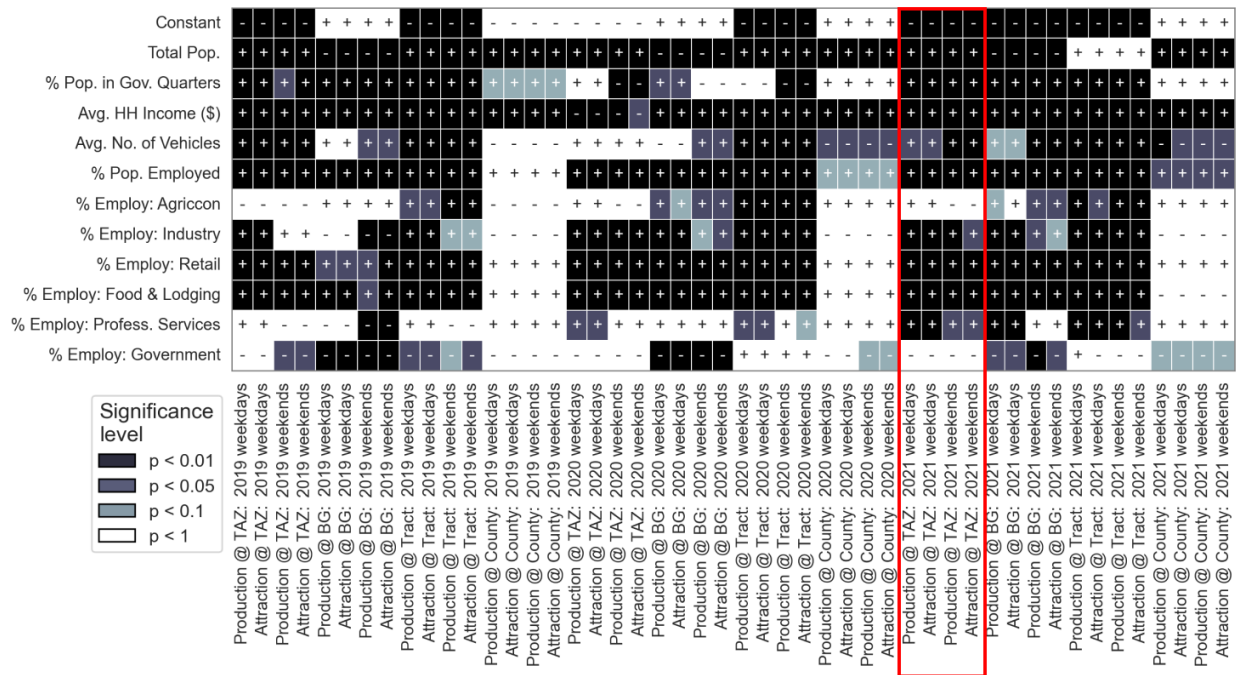 Constant
Total Pop.
% Pop. in Gov. Quarters
Avg. HH Income ($)
Avg. No. of Vehicles
% Pop. Employed
% Employ: Agriccon
% Employ: Industry
% Employ: Retail
% Employ: Food & Lodging
% Employ: Profess. Services
% Employ: Government
Production @ TAZ: 2019 weekdays
Attraction @ TAZ: 2019 weekdays
Production @ TAZ: 2019 weekends
Attraction @ TAZ: 2019 weekends
Production @ BG: 2019 weekdays
Attraction @ BG: 2019 weekdays
Production @ BG: 2019 weekends
Attraction @ BG: 2019 weekends
Production @ Tract: 2019 weekdays
Attraction @ Tract: 2019 weekdays
Production @ Tract: 2019 weekends
Attraction @ Tract: 2019 weekends
Production @ County: 2019 weekdays
Attraction @ County: 2019 weekdays
Production @ County: 2019 weekends
Attraction @ County: 2019 weekends
Production @ TAZ: 2020 weekdays
Attraction @ TAZ: 2020 weekdays
Production @ TAZ: 2020 weekends
Attraction @ TAZ: 2020 weekends
Production @ BG: 2020 weekdays
Attraction @ BG: 2020 weekdays
Production @ BG: 2020 weekends
Attraction @ BG: 2020 weekends
Production @ Tract: 2020 weekdays
Attraction @ Tract: 2020 weekdays
Production @ Tract: 2020 weekends
Attraction @ Tract: 2020 weekends
Production @ County: 2020 weekdays
Attraction @ County: 2020 weekdays
Production @ County: 2020 weekends
Attraction @ County: 2020 weekends
Production @ TAZ: 2021 weekdays
Attraction @ TAZ: 2021 weekdays
Production @ TAZ: 2021 weekends
Attraction @ TAZ: 2021 weekends
Production @ BG: 2021 weekdays
Attraction @ BG: 2021 weekdays
Production @ BG: 2021 weekends
Attraction @ BG: 2021 weekends
Production @ Tract: 2021 weekdays
Attraction @ Tract: 2021 weekdays
Production @ Tract: 2021 weekends
Attraction @ Tract: 2021 weekends
Production @ County: 2021 weekdays
Attraction @ County: 2021 weekdays
Production @ County: 2021 weekends
Attraction @ County: 2021 weekends
Significance
level
p < 0.01
p < 0.05
p < 0.1
p < 1